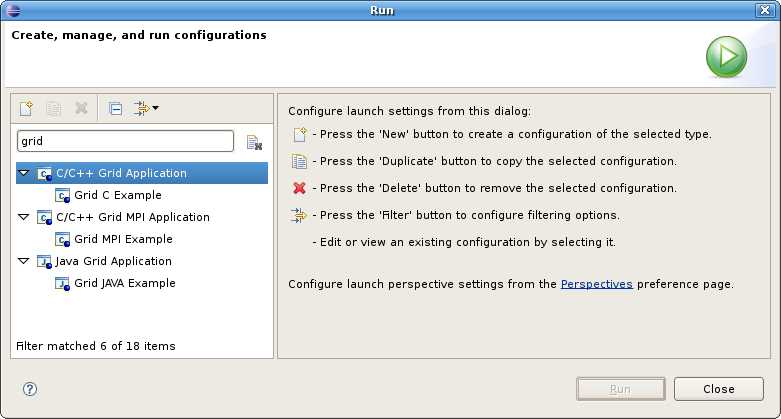 Run
Create, manage, and run configurations
grid
C/C++ Grid Application
Grid C Example
C/C++ Grid MPI Application
Grid MPI Example
Java Grid Application
Grid JAVA Example
Filter matched 6 of 18 items
Configure launch settings from this dialog:
- Press the 'New' button to create a configuration of the selected type.
- Press the 'Duplicate' button to copy the selected configuration.
- Press the 'Delete' button to remove the selected configuration.
- Press the 'Filter' button to configure filtering options.
- Edit or view an existing configuration by selecting it.
Configure launch perspective settings from the Perspectives preference page.
Run
Close